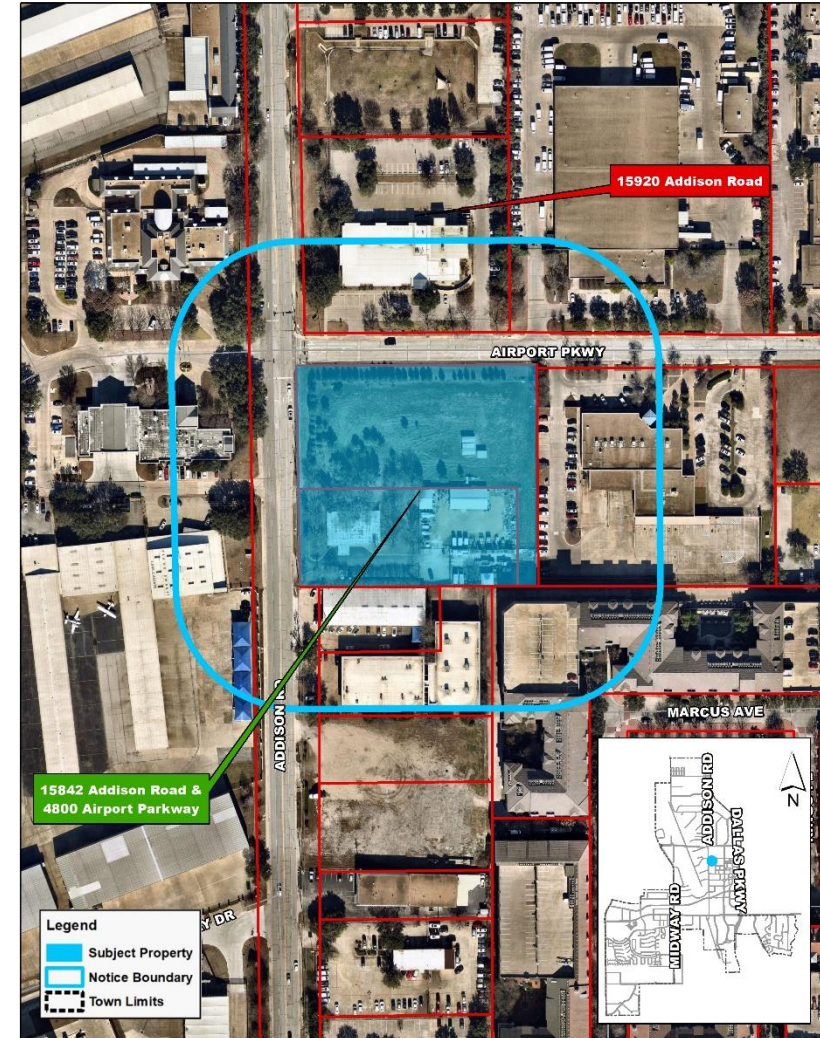 15920 Addison Road
AIRPORT PKWY
ADDISON RD
MARCUS AVE
15842 Addison Road &
4800 Airport Parkway
Y DR
Legend
Subject Property
Notice Boundary
Town Limits
ADDISON RD
DALLAS PKWY
MIDWAY RD
N